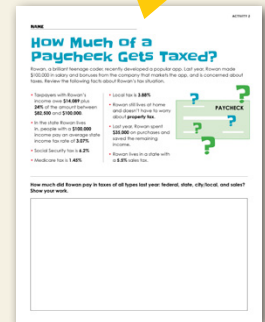 ACTIVITY 2
NAME
How Much of a
Paycheck Gets Taxed?
Rowan, a brilliant teenage coder, recently developed a popular app. Last year, Rowan made
$100,000 in salary and bonuses from the company that markets the app, and is concerned about
taxes. Review the following facts about Rowan's tax situation.
• Taxpayers with Rowan's
income owe $14,089 plus
24% of the amount between
$82,500 and $100,000.
• In the state Rowan lives
in, people with a $100,000
income pay an average state
income tax rate of 3.07%
• Social Security tax is 6.2%
• Medicare tax is 1.45%
• Local tax is 3.88%
• Rowan still lives at home
and doesn't have to worry
about property tax.
• Last year, Rowan spent
$35,000 on purchases and
saved the remaining
income.
• Rowan lives in a state with
a 5.5% sales tax.
?
?
?
?
?
PAYCHECK
How much did Rowan pay in taxes of all types last year: federal, state, city/local, and sales?
Show your work.